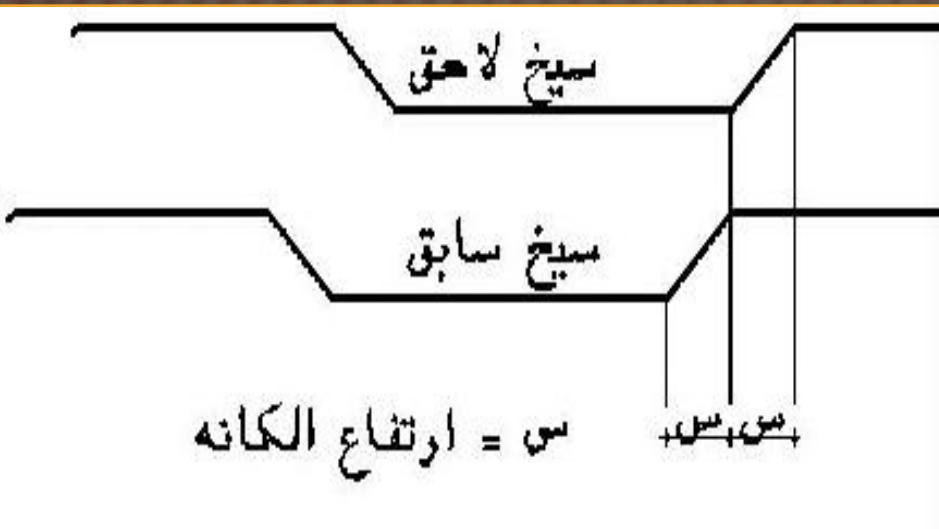 سيخ لاحق
سيخ سابق
س س
س = ارتفاع الكانه